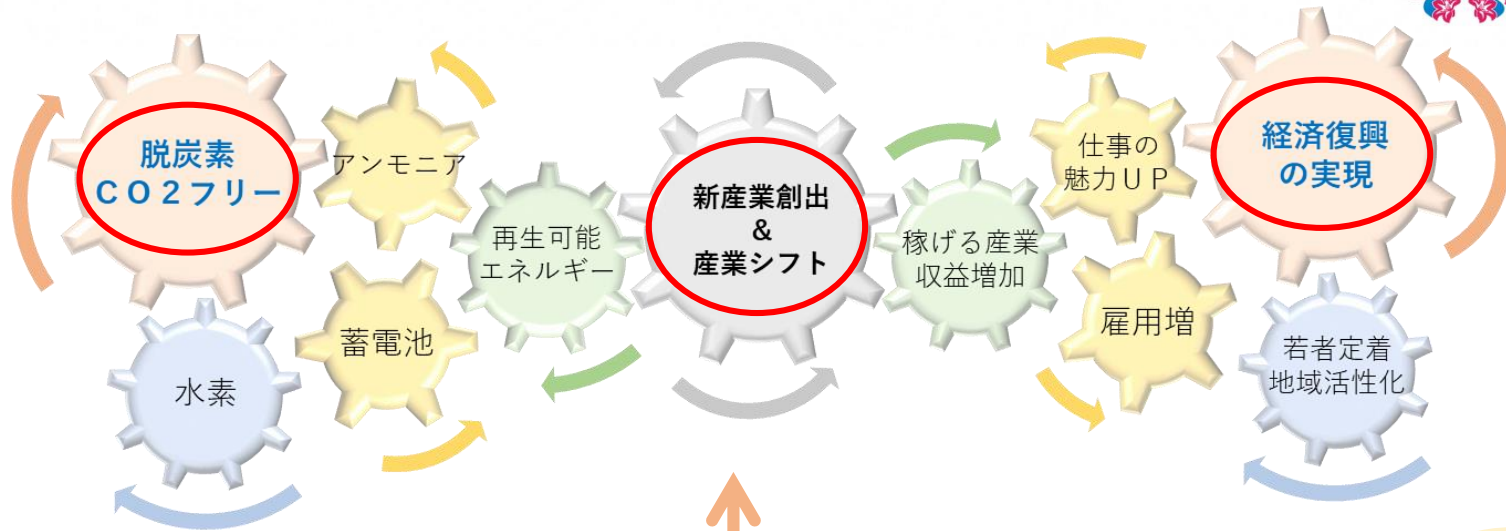 脱炭素
ＣＯ２フリー
アンモニア
再生可能
エネルギー
蓄電池
水素
新産業創出
＆
産業シフト
稼げる産業
収益増加
仕事の
魅力ＵＰ
雇用増
経済復興
の実現
若者定着
地域活性化